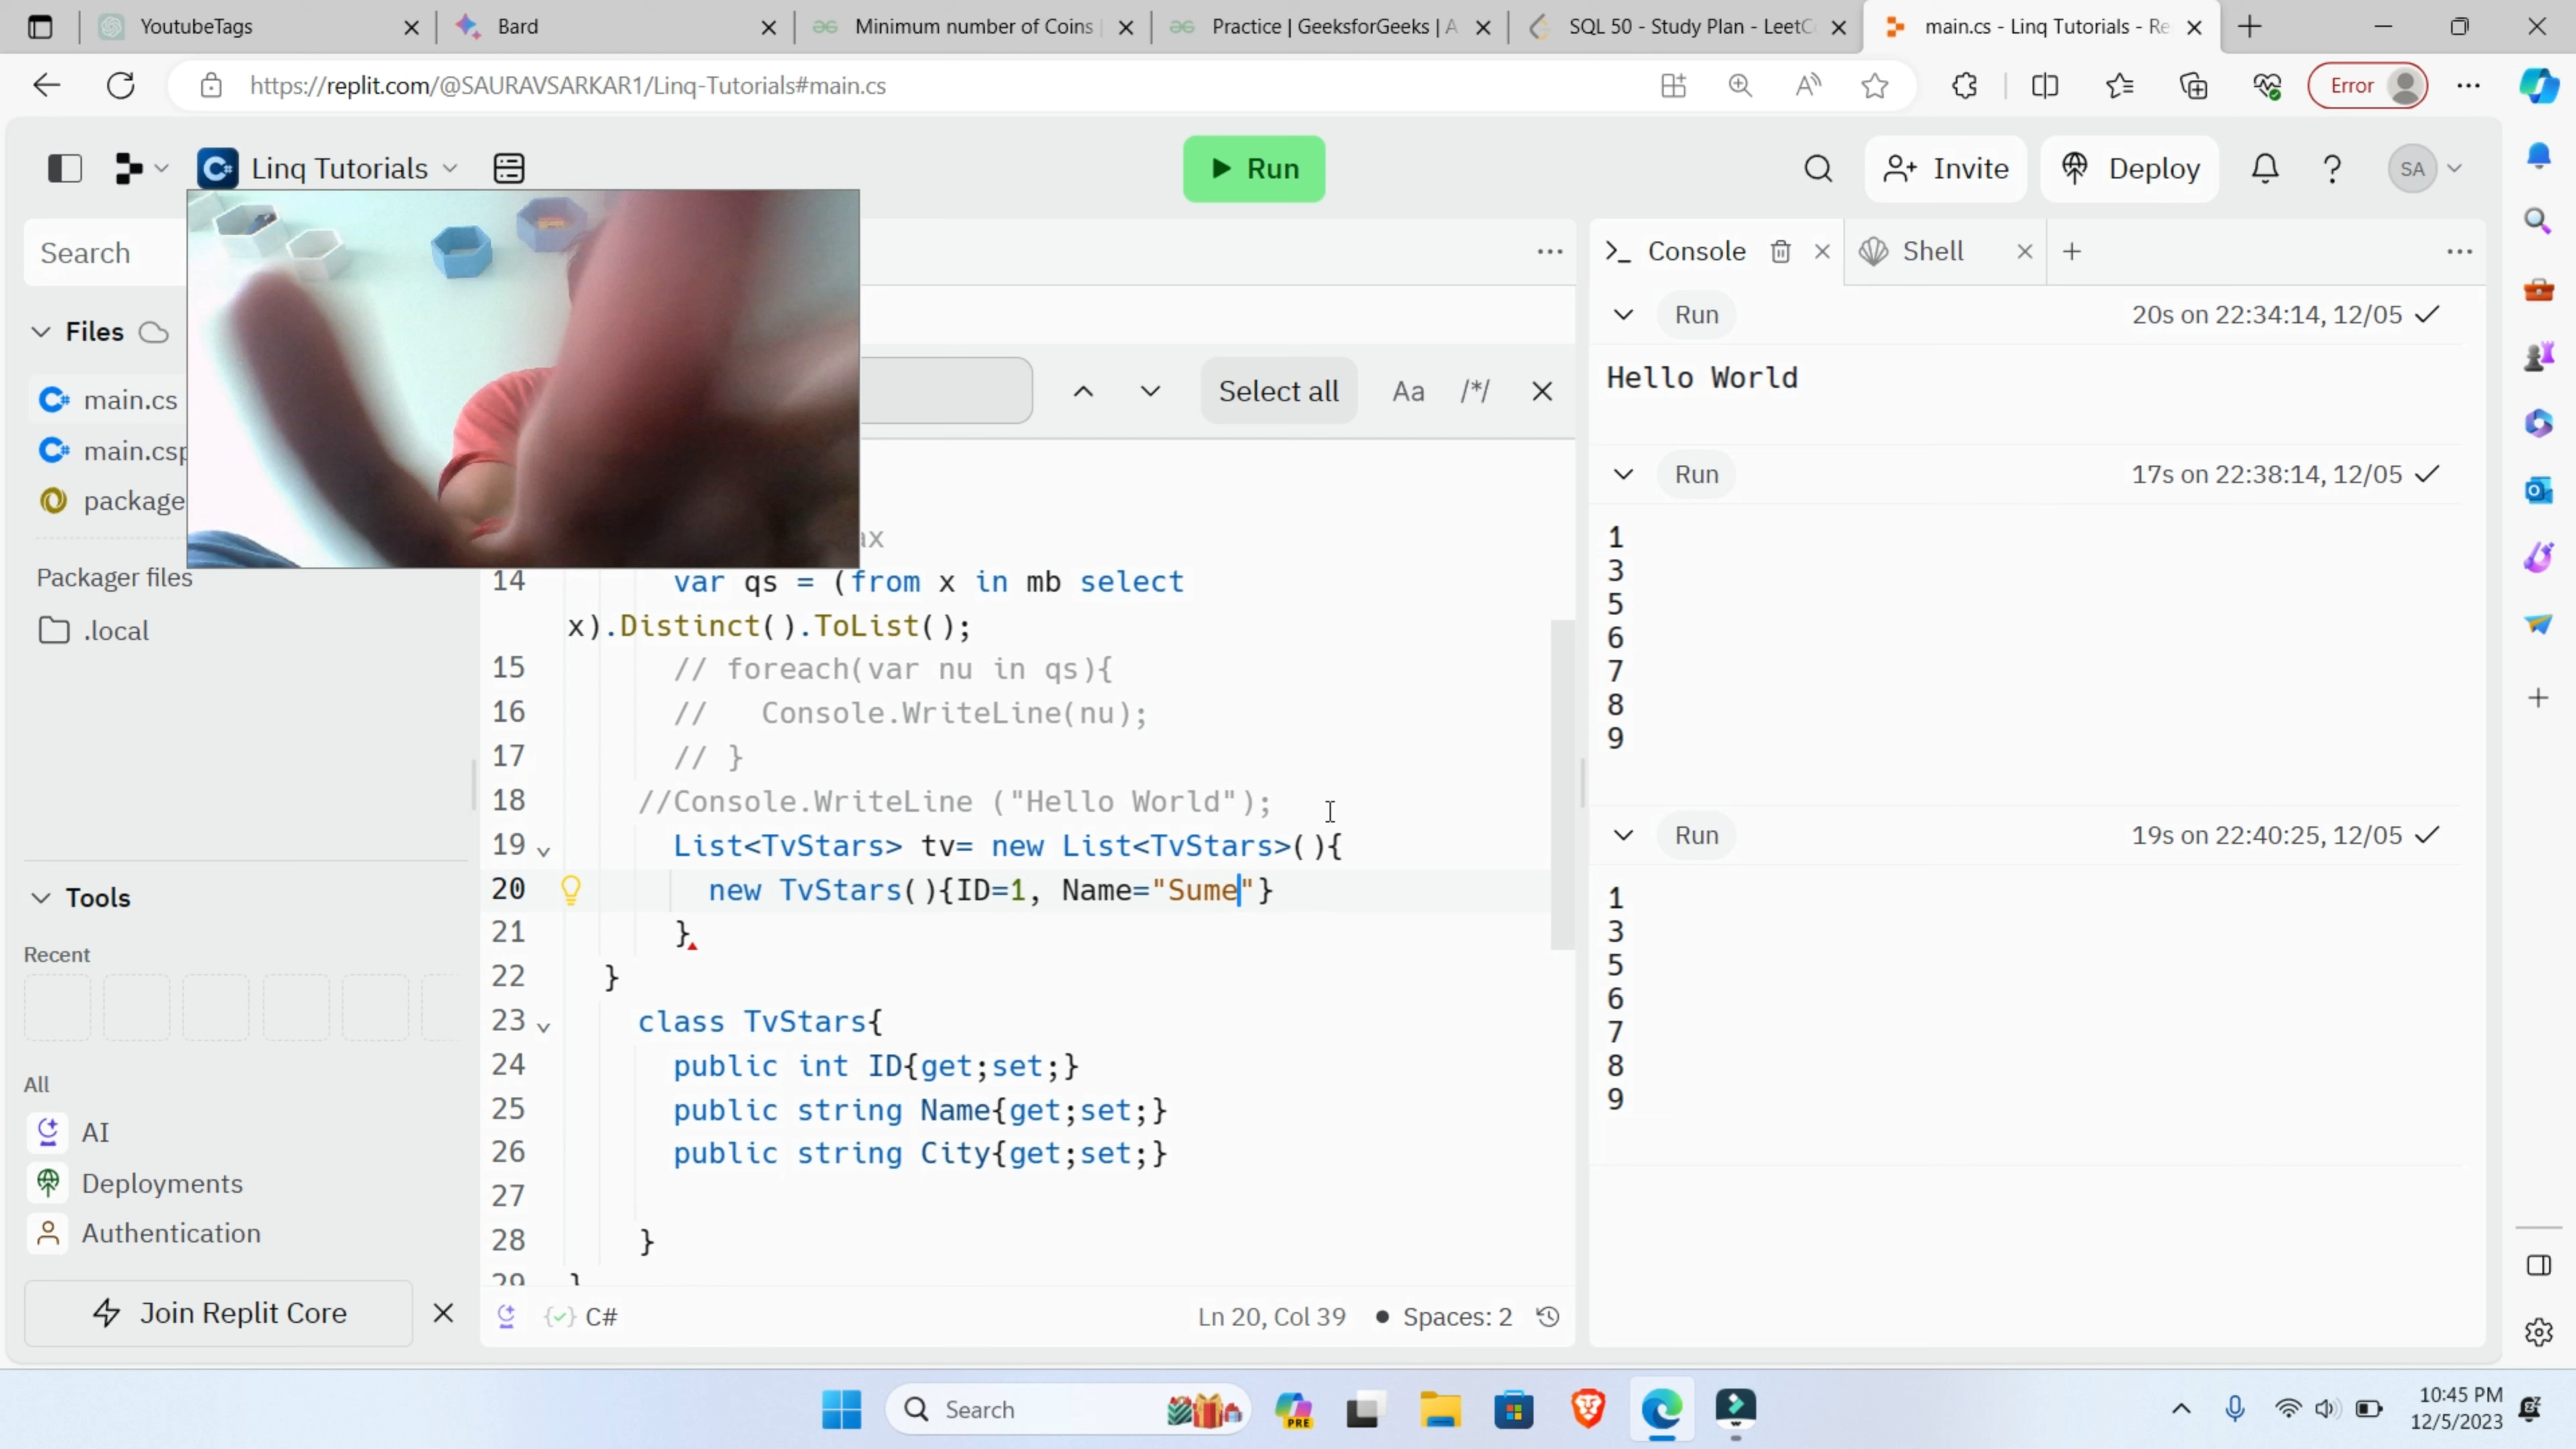 YoutubeTags
Bard
Minimum number of Coins
Practice | GeeksforGeeks | A
SQL 50 - Study Plan - LeetC
main.cs - Linq Tutorials - Re
https://replit.com/@SAURAVSARKAR1/Linq-Tutorials#main.cs
Error
Linq Tutorials
Run
Invite
Deploy
SA
Search
Files
main.cs
main.csp
package
Packager files
.local
Tools
Recent
All
AI
Deployments
Authentication
Join Replit Core
Select all
Aa
/*/
ax
14 var qs = (from x in mb select
x).Distinct().ToList();
15 // foreach(var nu in qs){
16 //   Console.WriteLine(nu);
17 // }
18 //Console.WriteLine ("Hello World");
19 List<TvStars> tv= new List<TvStars>(){
20 new TvStars(){ID=1, Name="Sume"}
21 }
22 }
23 class TvStars{
24 public int ID{get;set;}
25 public string Name{get;set;}
26 public string City{get;set;}
27
28 }
29 }
C#
Ln 20, Col 39
Spaces: 2
Console
Shell
Run
20s on 22:34:14, 12/05
Hello World
Run
17s on 22:38:14, 12/05
1
3
5
6
7
8
9
Run
19s on 22:40:25, 12/05
1
3
5
6
7
8
9
Search
PRE
10:45 PM
12/5/2023